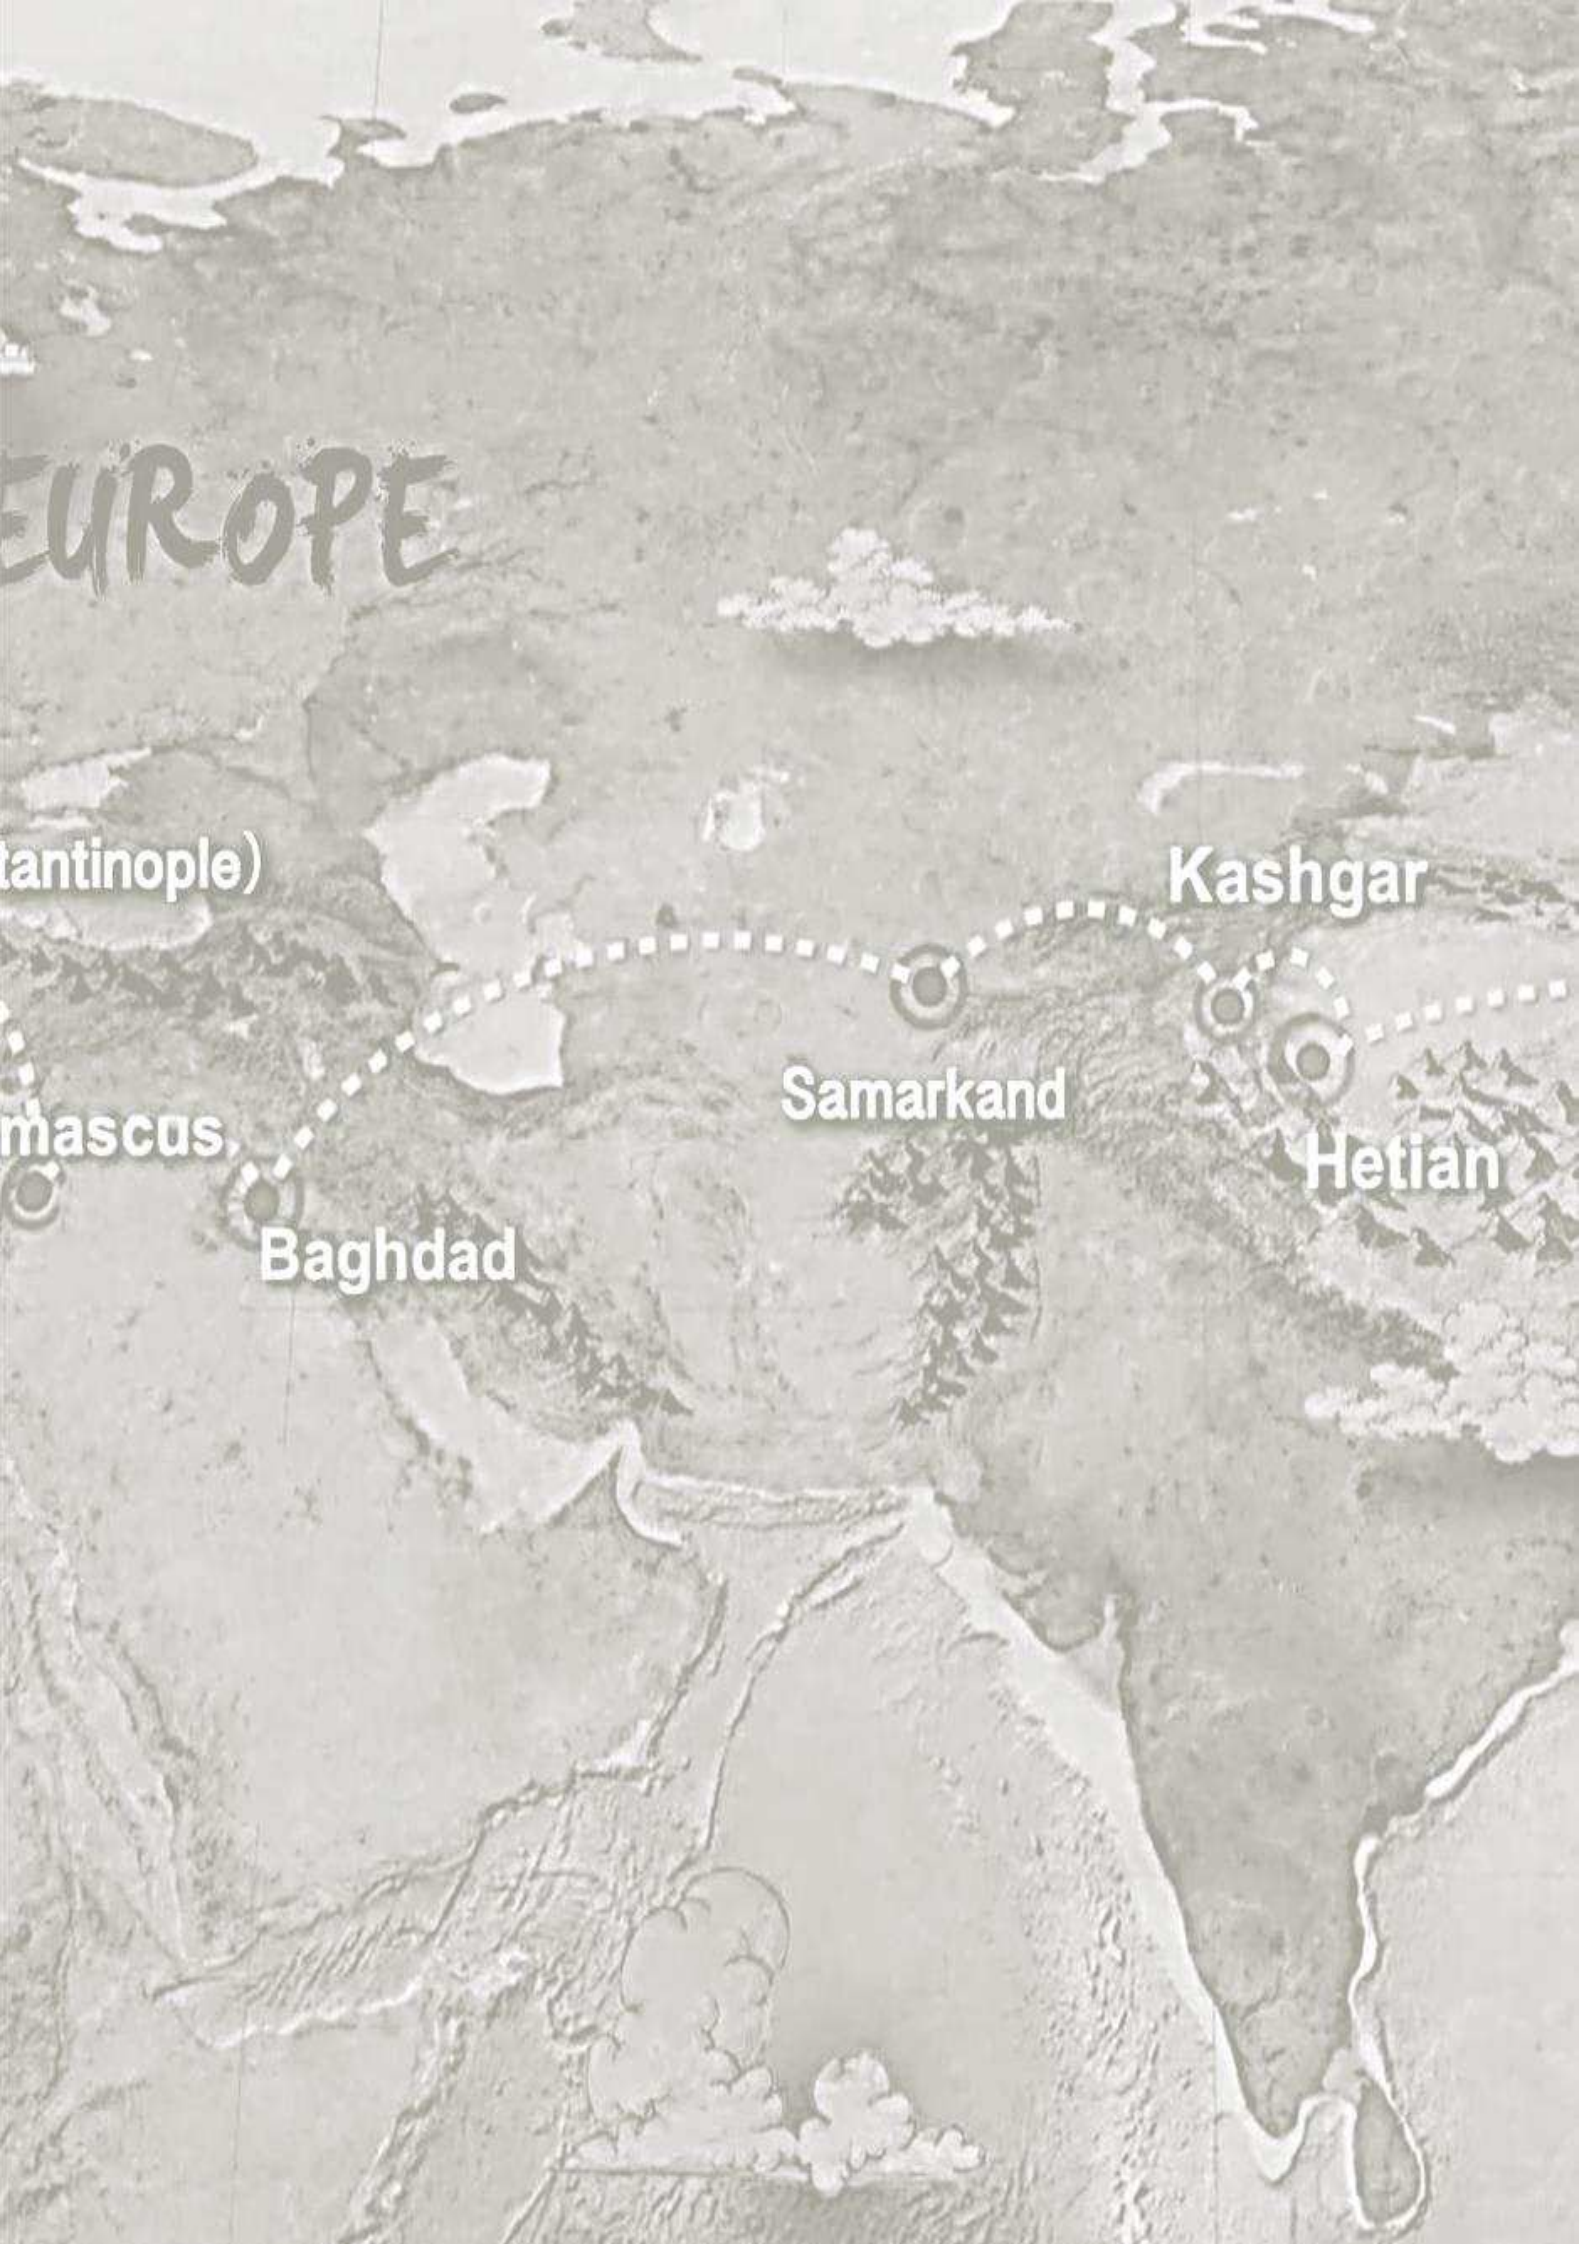 EUROPE
tantinople)
Kashgar
Samarkand
mascus
Hetian
Baghdad